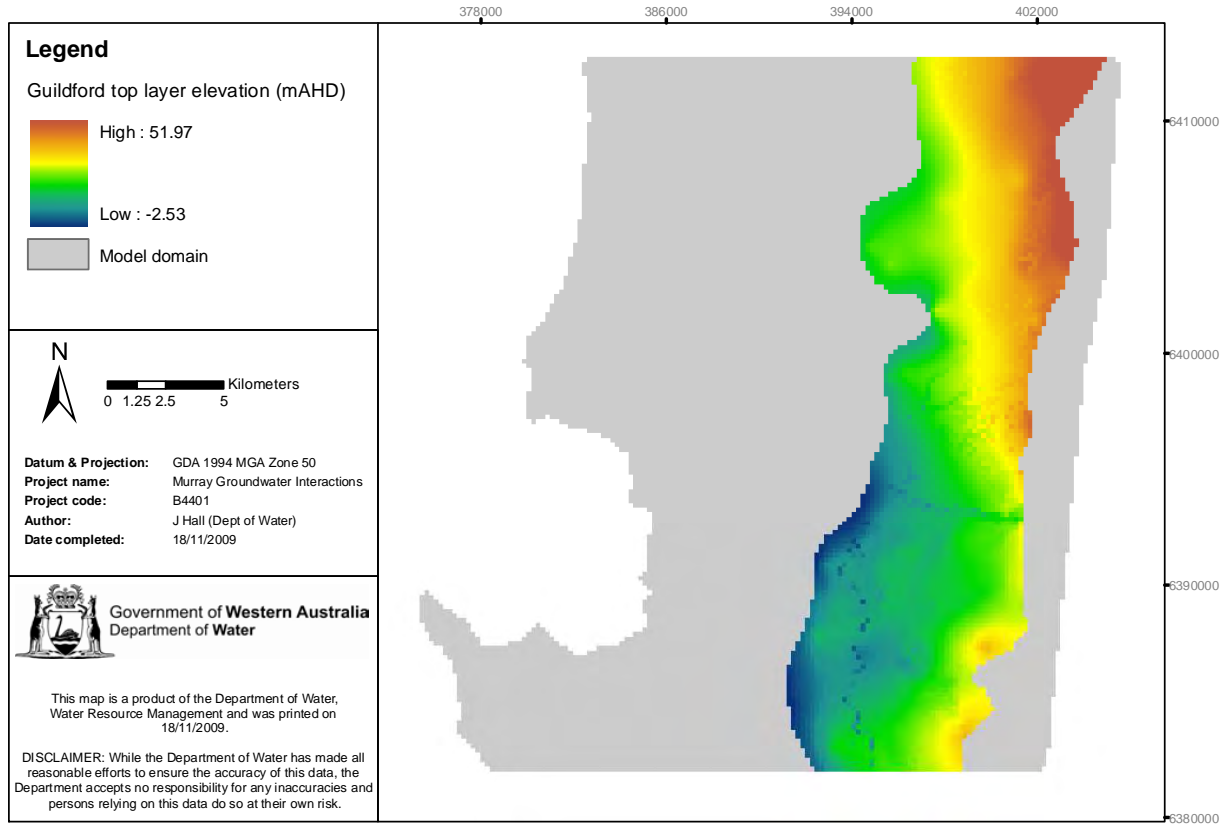 378000 386000 394000 402000
Legend
Guildford top layer elevation (mAHD)
High : 51.97
Low : -2.53
Model domain
N
Kilometers
0 1.25 2.5 5
Datum & Projection: GDA 1994 MGA Zone 50
Project name: Murray Groundwater Interactions
Project code: B4401
Author: J Hall (Dept of Water)
Date completed: 18/11/2009
Government of Western Australia
Department of Water
This map is a product of the Department of Water,
Water Resource Management and was printed on
18/11/2009.
DISCLAIMER: While the Department of Water has made all
reasonable efforts to ensure the accuracy of this data, the
Department accepts no responsibility for any inaccuracies and
persons relying on this data do so at their own risk.
6410000
6400000
6390000
6380000